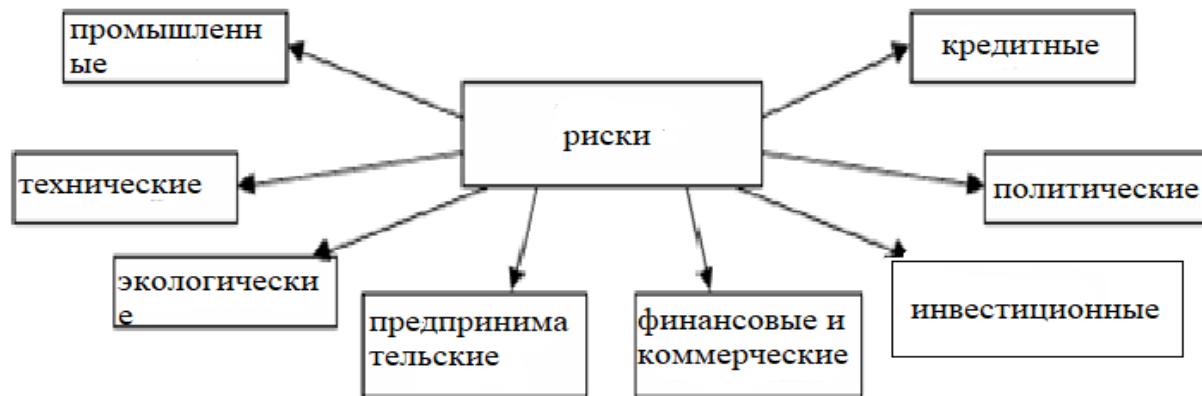 промышленн
ые
кредитные
риски
технические
политические
экологически
е
предпринима
тельские
финансовые и
коммерческие
инвестиционные